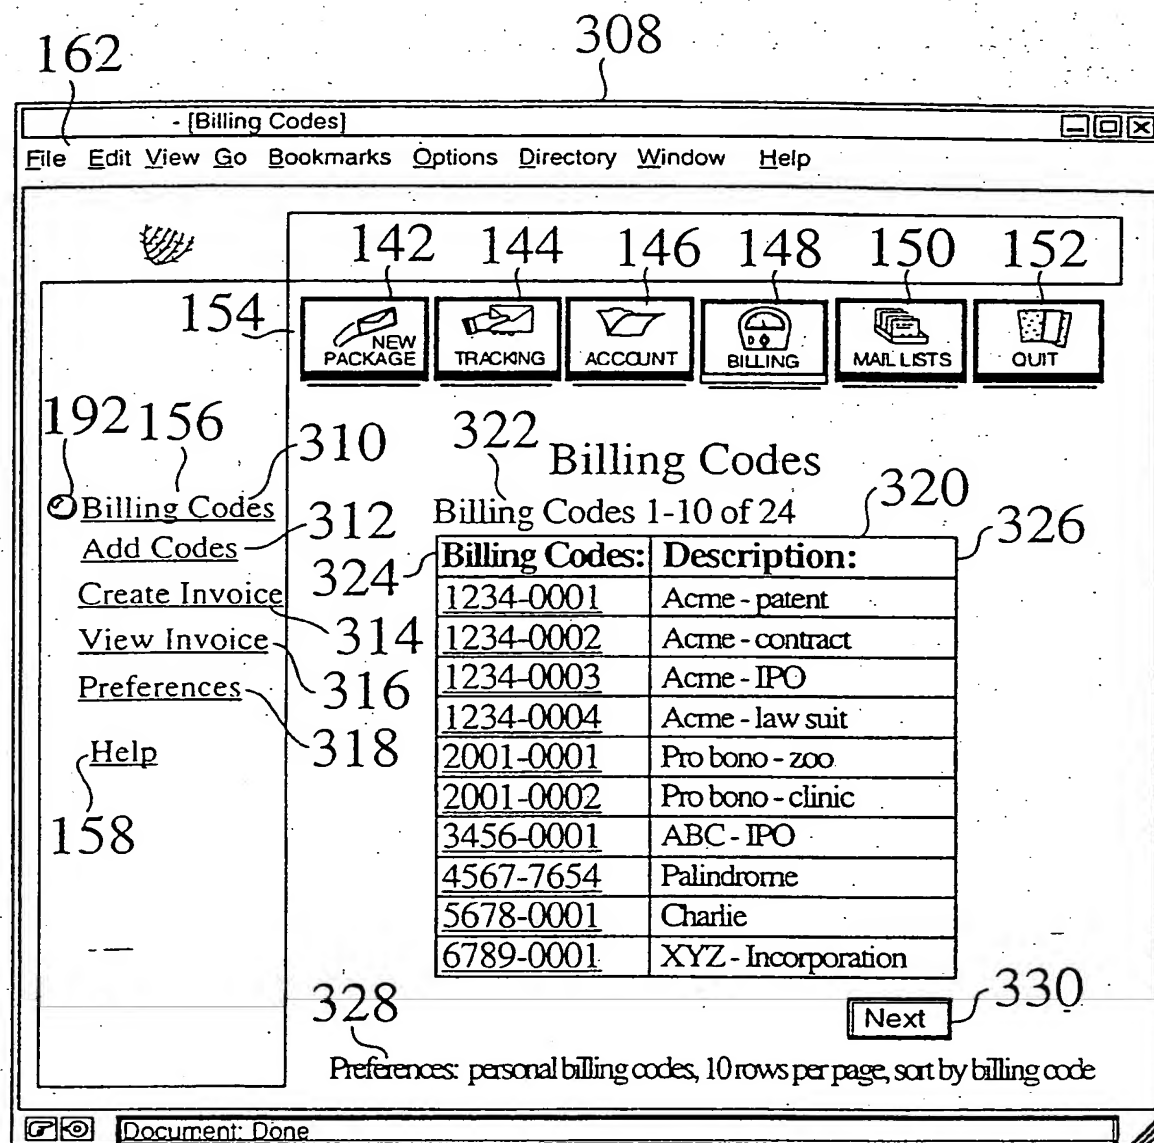 308
162
- [Billing Codes]
File Edit View Go Bookmarks Options Directory Window Help
142 144 146 148 150 152
154
NEW PACKAGE
TRACKING
ACCOUNT
BILLING
MAIL LISTS
QUIT
192 156 310
Billing Codes
312
Add Codes
Create Invoice
314
View Invoice
316
Preferences
318
Help
158
322
Billing Codes
320
Billing Codes 1-10 of 24
326
324
Billing Codes: Description:
1234-0001 Acme - patent
1234-0002 Acme - contract
1234-0003 Acme - IPO
1234-0004 Acme - law suit
2001-0001 Pro bono - zoo
2001-0002 Pro bono - clinic
3456-0001 ABC - IPO
4567-7654 Palindrome
5678-0001 Charlie
6789-0001 XYZ - Incorporation
328
330
Next
Preferences: personal billing codes, 10 rows per page, sort by billing code
Document: Done